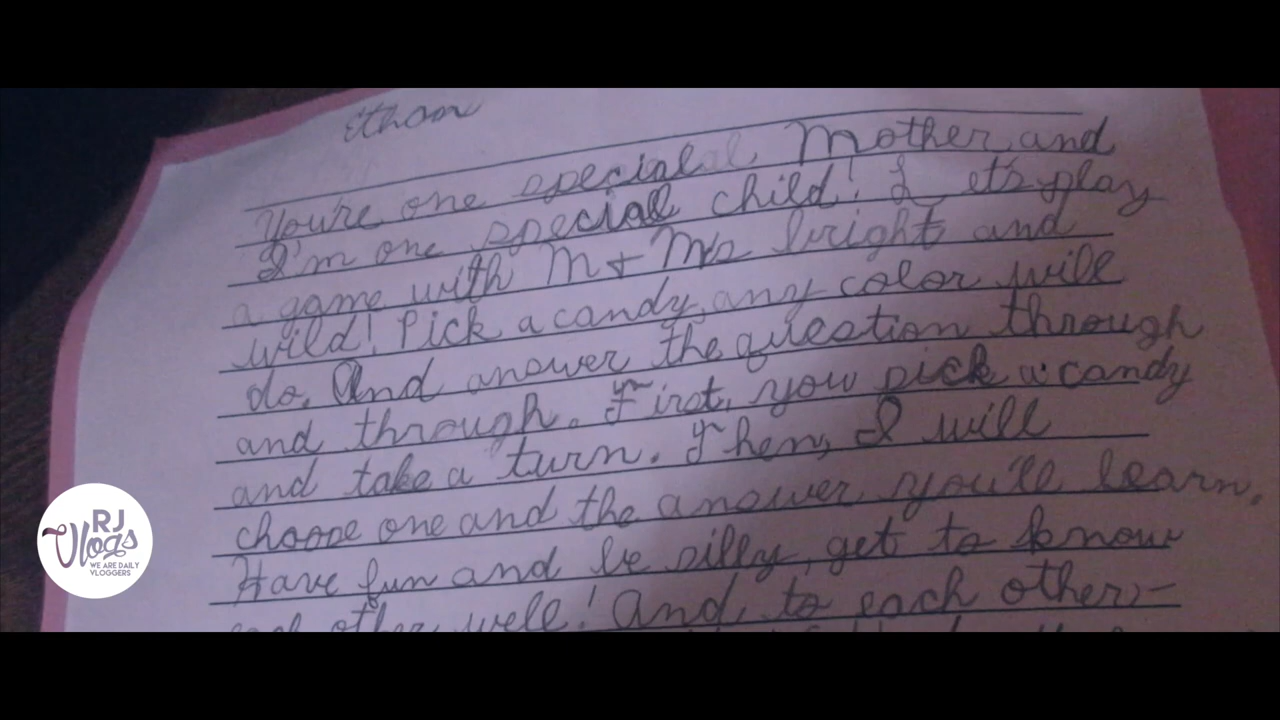 Ethan
You're one special Mother, and
I'm one special child! Let's play
a game with M+M's bright and
wild! Pick a candy, any color will
do. And answer the question through
and through. First, you pick a candy
and take a turn. Then, I will
choose one and the answer you'll learn.
Have fun and be silly, get to know
each other well! And to each other,-
RJ
Vlogs
WE ARE DAILY
VLOGGERS